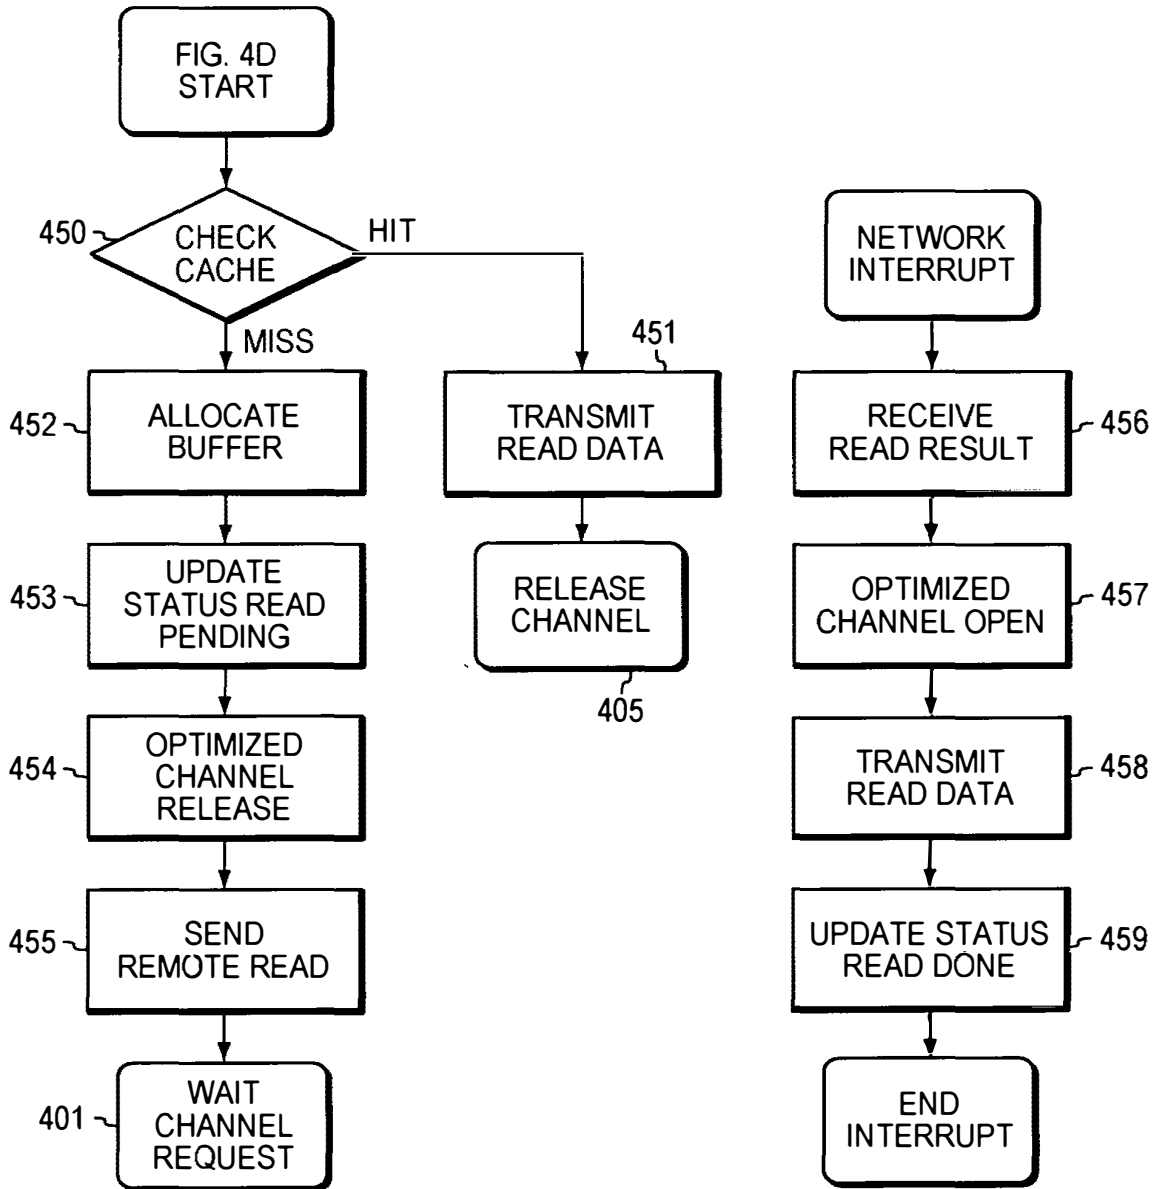 FIG. 4D
START
450
CHECK
CACHE
HIT
MISS
452
ALLOCATE
BUFFER
453
UPDATE
STATUS READ
PENDING
454
OPTIMIZED
CHANNEL
RELEASE
455
SEND
REMOTE READ
401
WAIT
CHANNEL
REQUEST
451
TRANSMIT
READ DATA
RELEASE
CHANNEL
405
NETWORK
INTERRUPT
RECEIVE
READ RESULT
456
OPTIMIZED
CHANNEL OPEN
457
TRANSMIT
READ DATA
458
UPDATE STATUS
READ DONE
459
END
INTERRUPT